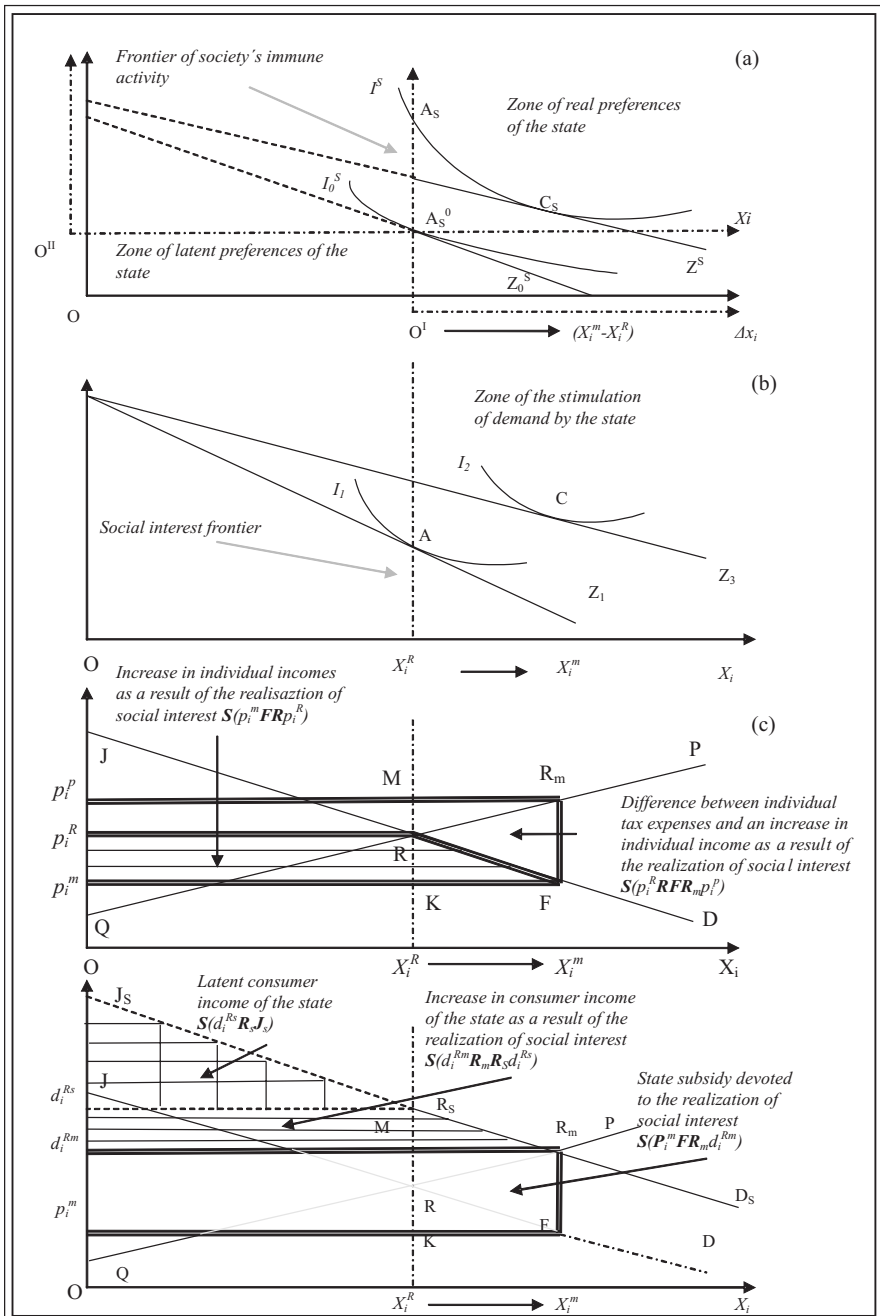 (a)
Frontier of society´s immune
activity
I^S
A_S
Zone of real preferences
of the state
I_0^S
A_S^0
C_S
Xi
O^II
Zone of latent preferences of the
state
Z_0^S
Z^S
O
O^I
(X_i^m-X_i^R)
Δx_i
(b)
Zone of the stimulation
of demand by the state
I_2
I_1
C
Social interest frontier
A
Z_3
Z_1
O
X_i^R
X_i^m
X_i
Increase in individual incomes
as a result of the realisaztion of
social interest S(p_i^m FRp_i^R)
(c)
J
P
M
R_m
p_i^p
Difference between individual
tax expenses and an increase in
individual income as a result of
the realization of social interest
S(p_i^R RFR_m p_i^p)
p_i^R
R
p_i^m
K
F
Q
D
O
X_i^R
X_i^m
X_i
Latent consumer
income of the state
S(d_i^Rs R_s J_s)
Increase in consumer income
of the state as a result of the
realization of social interest
S(d_i^Rm R_m R_S d_i^Rs)
J_S
J
State subsidy devoted
to the realization of
social interest
S(P_i^m FR_m d_i^Rm)
d_i^Rs
R_S
M
R_m
P
d_i^Rm
D_S
p_i^m
R
F
K
D
Q
O
X_i^R
X_i^m
X_i